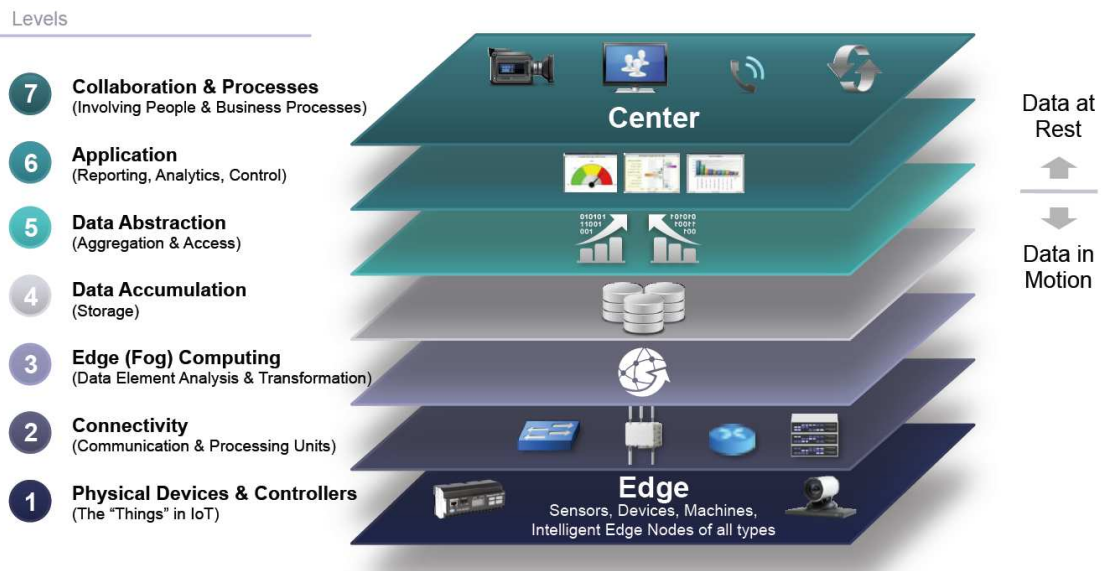 Levels
7
Collaboration & Processes
(Involving People & Business Processes)
6
Application
(Reporting, Analytics, Control)
5
Data Abstraction
(Aggregation & Access)
4
Data Accumulation
(Storage)
3
Edge (Fog) Computing
(Data Element Analysis & Transformation)
2
Connectivity
(Communication & Processing Units)
1
Physical Devices & Controllers
(The “Things” in IoT)
Center
010101
11001
001
Edge
Sensors, Devices, Machines,
Intelligent Edge Nodes of all types
Data at
Rest
Data in
Motion